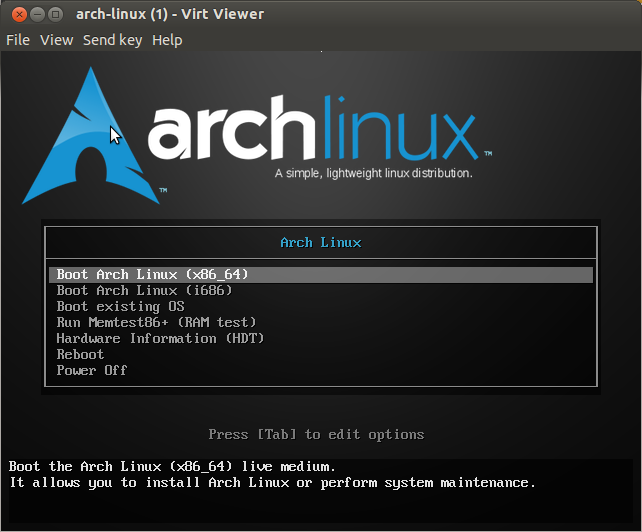 arch-linux (1) - Virt Viewer
File View Send key Help
archlinux™
A simple, lightweight linux distribution.
™
Arch Linux
Boot Arch Linux (x86_64)
Boot Arch Linux (i686)
Boot existing OS
Run Memtest86+ (RAM test)
Hardware Information (HDT)
Reboot
Power Off
Press [Tab] to edit options
Boot the Arch Linux (x86_64) live medium.
It allows you to install Arch Linux or perform system maintenance.